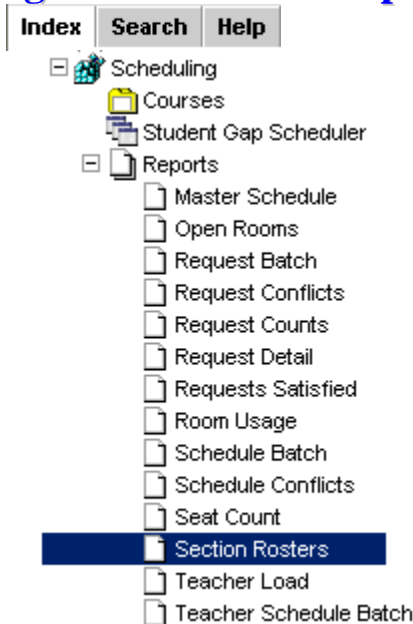 Index Search Help
Scheduling
Courses
Student Gap Scheduler
Reports
Master Schedule
Open Rooms
Request Batch
Request Conflicts
Request Counts
Request Detail
Requests Satisfied
Room Usage
Schedule Batch
Schedule Conflicts
Seat Count
Section Rosters
Teacher Load
Teacher Schedule Batch